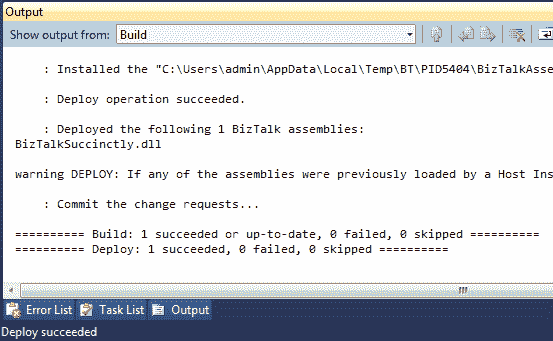 Output
Show output from: Build
: Installed the "C:\Users\admin\AppData\Local\Temp\BT\PID5404\BizTalkAsse
: Deploy operation succeeded.
: Deployed the following 1 BizTalk assemblies:
BizTalkSuccinctly.dll
warning DEPLOY: If any of the assemblies were previously loaded by a Host Ins
: Commit the change requests...
========== Build: 1 succeeded or up-to-date, 0 failed, 0 skipped ==========
========== Deploy: 1 succeeded, 0 failed, 0 skipped ==========
Error List Task List Output
Deploy succeeded